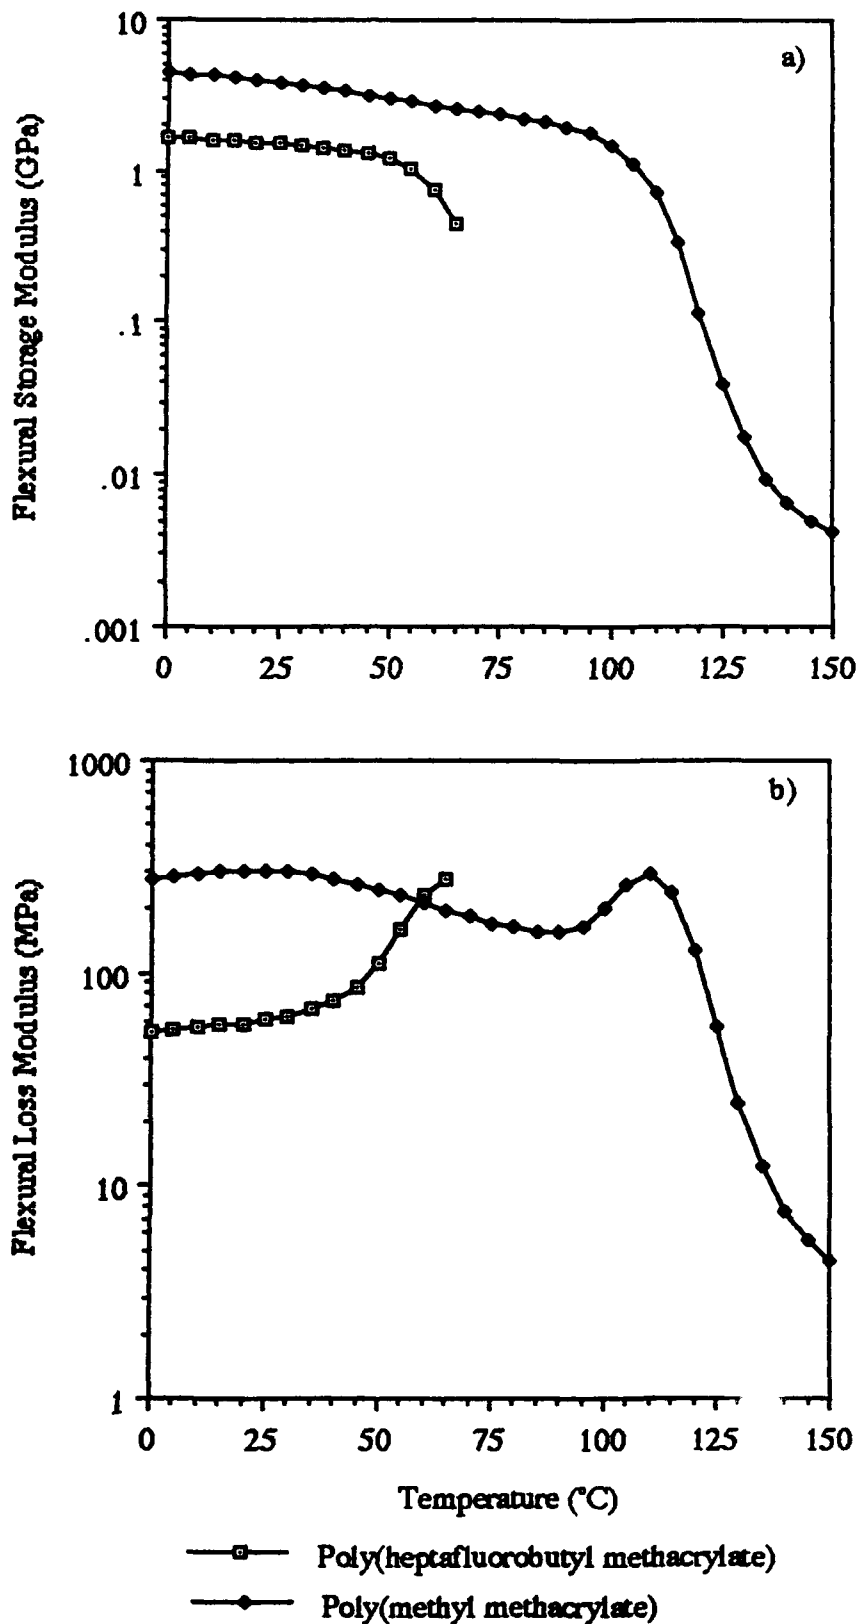 10
a)
1
.1
.01
.001
Flexural Storage Modulus (GPa)
0 25 50 75 100 125 150
1000
b)
100
10
1
Flexural Loss Modulus (MPa)
0 25 50 75 100 125 150
Temperature (°C)
Poly(heptafluorobutyl methacrylate)
Poly(methyl methacrylate)